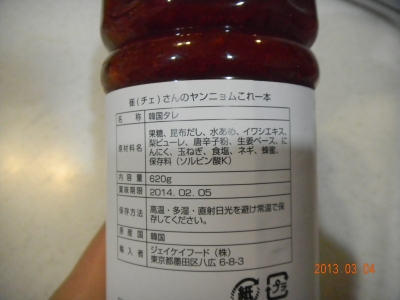 崔(チェ)さんのヤンニョムこれ一本
名 称 韓国タレ
原材料名 果糖、昆布だし、水あめ、イワシエキス、
梨ピューレ、唐辛子粉、生姜ペース、に
んにく、玉ねぎ、食塩、ネギ、蜂蜜、
保存料(ソルビン酸K)
内 容 量 620g
賞味期限 2014.02.05
保存方法 高温・多湿・直射日光を避け常温で保
存してください。
原 産 国 韓国
輸 入 者 ジェイケイフード(株)
東京都墨田区八広 6-8-3
紙
プラ
2013.03.04